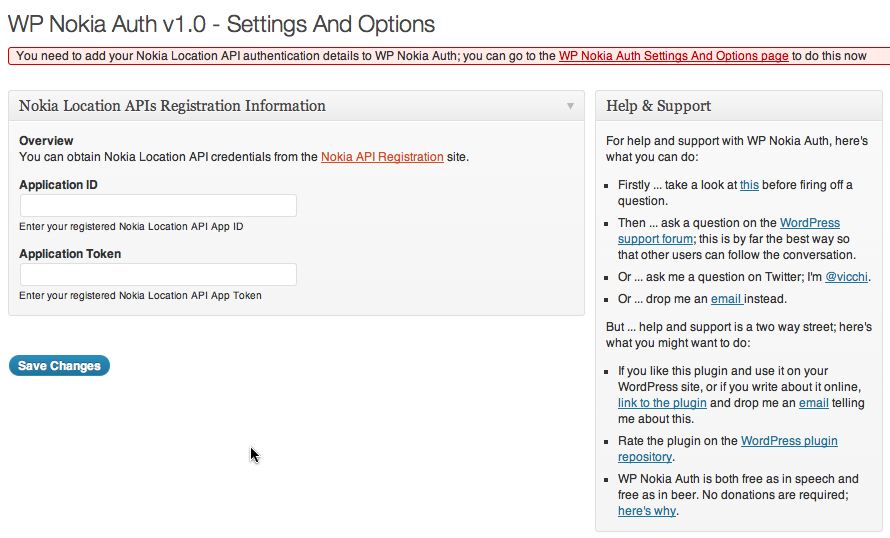 WP Nokia Auth v1.0 - Settings And Options
You need to add your Nokia Location API authentication details to WP Nokia Auth; you can go to the WP Nokia Auth Settings And Options page to do this now
Nokia Location APIs Registration Information
Overview
You can obtain Nokia Location API credentials from the Nokia API Registration site.
Application ID
Enter your registered Nokia Location API App ID
Application Token
Enter your registered Nokia Location API App Token
Save Changes
Help & Support
For help and support with WP Nokia Auth, here's
what you can do:
Firstly ... take a look at this before firing off a
question.
Then ... ask a question on the WordPress
support forum; this is by far the best way so
that other users can follow the conversation.
Or ... ask me a question on Twitter; I'm @vicchi.
Or ... drop me an email instead.
But ... help and support is a two way street; here's
what you might want to do:
If you like this plugin and use it on your
WordPress site, or if you write about it online,
link to the plugin and drop me an email telling
me about this.
Rate the plugin on the WordPress plugin
repository.
WP Nokia Auth is both free as in speech and
free as in beer. No donations are required;
here's why.